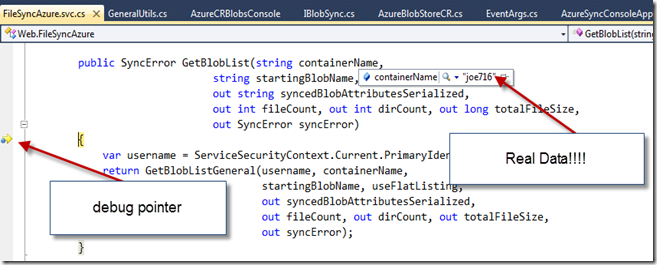 FileSyncAzure.svc.cs GeneralUtils.cs AzureCRBlobsConsole IBlobSync.cs AzureBlobStoreCR.cs EventArgs.cs AzureSyncConsoleApp
Web.FileSyncAzure GetBlobList(string
public SyncError GetBlobList(string containerName,
string startingBlobName, containerName "joe716"
out string syncedBlobAttributesSerialized,
out int fileCount, out int dirCount, out long totalFileSize,
out SyncError syncError)
{
var username = ServiceSecurityContext.Current.PrimaryIden
return GetBlobListGeneral(username, containerName,
startingBlobName, useFlatListing,
out syncedBlobAttributesSerialized,
out fileCount, out dirCount, out totalFileSize,
out syncError);
}
Real Data!!!!
debug pointer